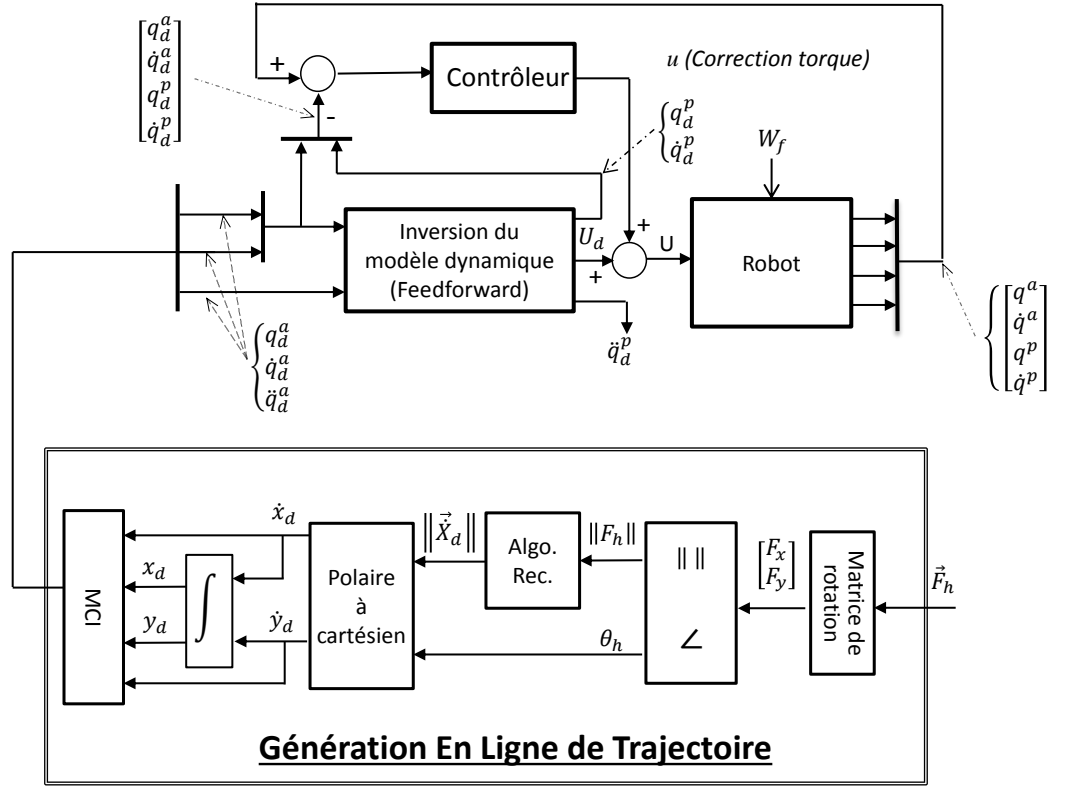 q_d^a
q̇_d^a
q_d^p
q̇_d^p
+
-
Contrôleur
u (Correction torque)
q_d^p
q̇_d^p
W_f
Inversion du
modèle dynamique
(Feedforward)
U_d
+
+
U
Robot
q̈_d^p
q_d^a
q̇_d^a
q̈_d^a
q^a
q̇^a
q^p
q̇^p
MCI
ẋ_d
x_d
y_d
ẏ_d
∫
Polaire
à
cartésien
‖Ẋ⃗_d‖
Algo.
Rec.
‖F_h‖
θ_h
‖ ‖
∠
F_x
F_y
Matrice de
rotation
F⃗_h
Génération En Ligne de Trajectoire